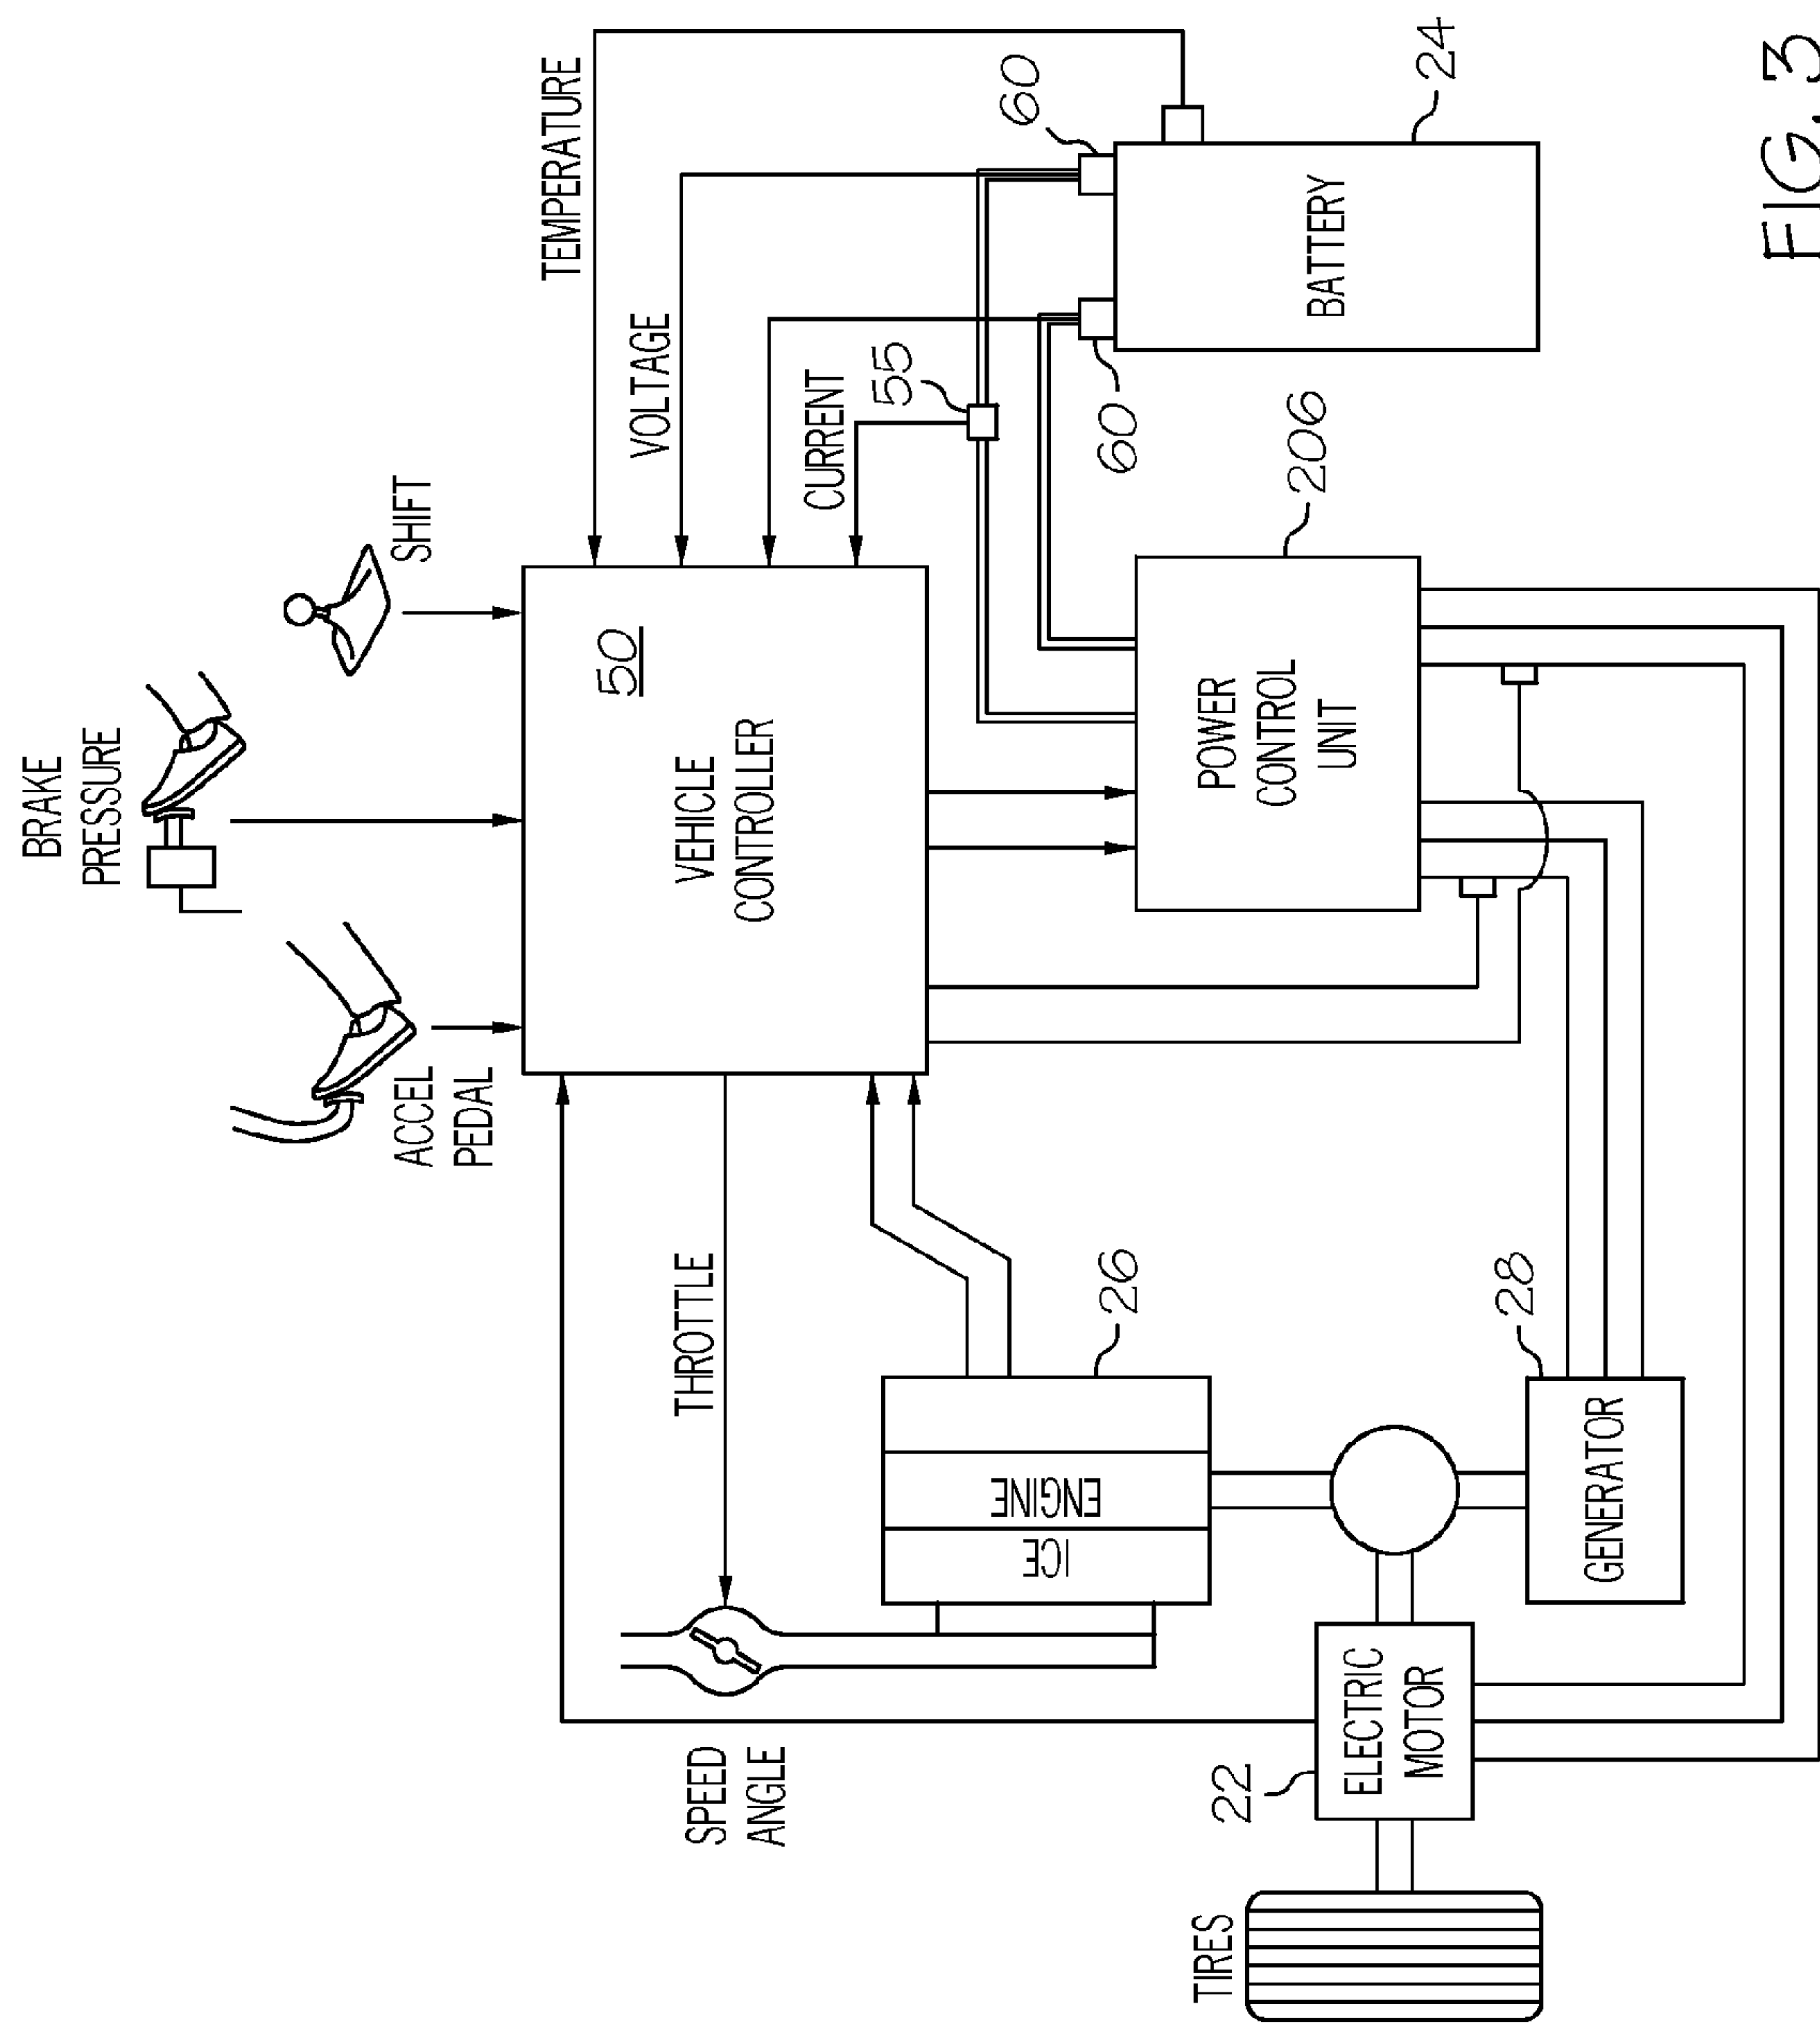 BRAKE
PRESSURE
ACCEL
PEDAL
SHIFT
TEMPERATURE
VOLTAGE
CURRENT
THROTTLE
SPEED
ANGLE
50
VEHICLE
CONTROLLER
55
60
60
ICE
ENGINE
26
POWER
CONTROL
UNIT
206
BATTERY
24
TIRES
22
ELECTRIC
MOTOR
GENERATOR
28
FIG. 3